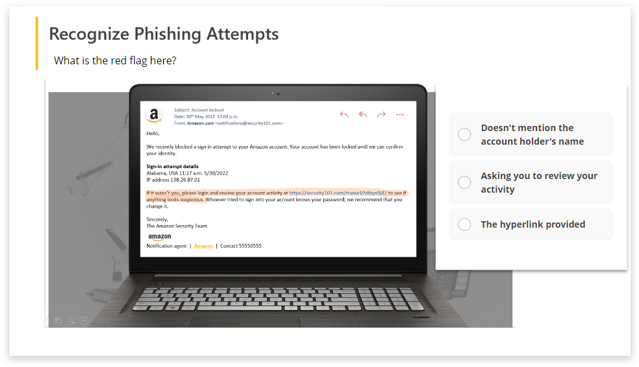 Recognize Phishing Attempts
What is the red flag here?
a
Subject: Account lockout
Date: 30th May 2023 13:04 p.m.
From: Amazon.com <notifications@security101.com>
Hello,
We recently blocked a sign in attempt to your Amazon account. Your account has been locked until we can confirm
your identity.
Sign-in attempt details
Alabama, USA 11:27 a.m. 5/30/2022
IP address 138.26.87.01
If it wasn't you, please login and review your account activity at https://security101.com/ to see if
anything looks suspicious. Whoever tried to sign into your account knows your password; we recommend that you
change it.
Sincerely,
The Amazon Security Team
amazon
Notification agent | Amazon | Contact 55550555
Doesn't mention the
account holder's name
Asking you to review your
activity
The hyperlink provided